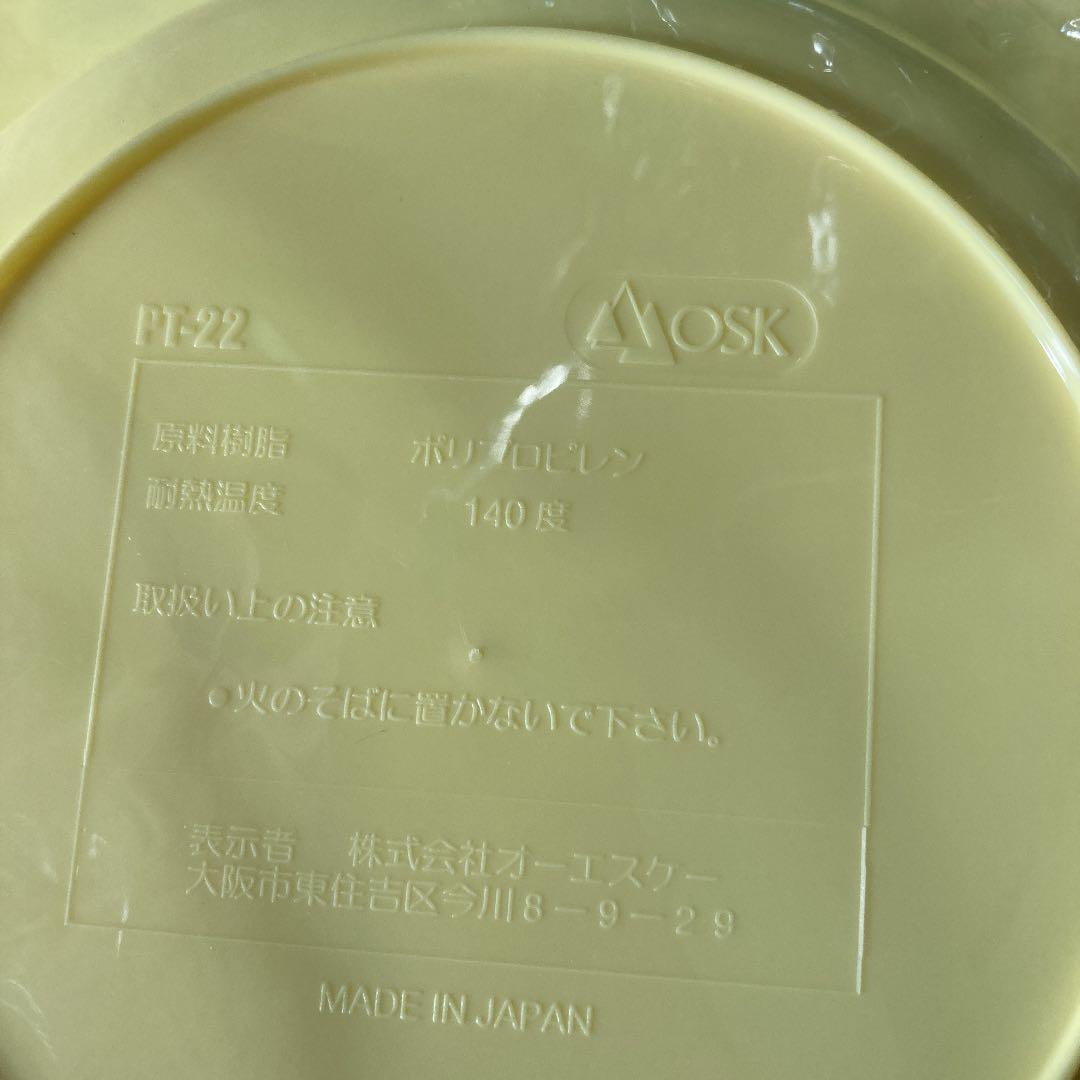 PT-22
OSK
原料樹脂 ポリプロピレン
耐熱温度 140度
取扱い上の注意
●火のそばに置かないで下さい。
表示者 株式会社オーエスケー
大阪市東住吉区今川8-9-29
MADE IN JAPAN